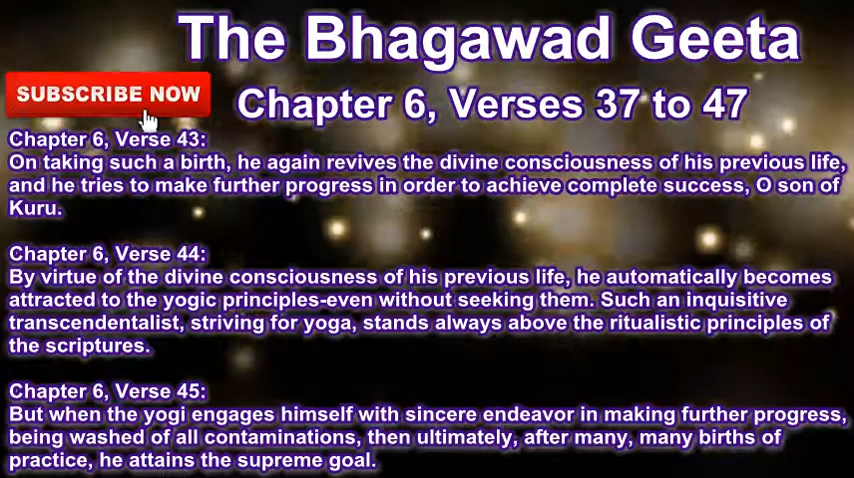 The Bhagawad Geeta
SUBSCRIBE NOW
Chapter 6, Verses 37 to 47
Chapter 6, Verse 43:
On taking such a birth, he again revives the divine consciousness of his previous life,
and he tries to make further progress in order to achieve complete success, O son of
Kuru.
Chapter 6, Verse 44:
By virtue of the divine consciousness of his previous life, he automatically becomes
attracted to the yogic principles-even without seeking them. Such an inquisitive
transcendentalist, striving for yoga, stands always above the ritualistic principles of
the scriptures.
Chapter 6, Verse 45:
But when the yogi engages himself with sincere endeavor in making further progress,
being washed of all contaminations, then ultimately, after many, many births of
practice, he attains the supreme goal.